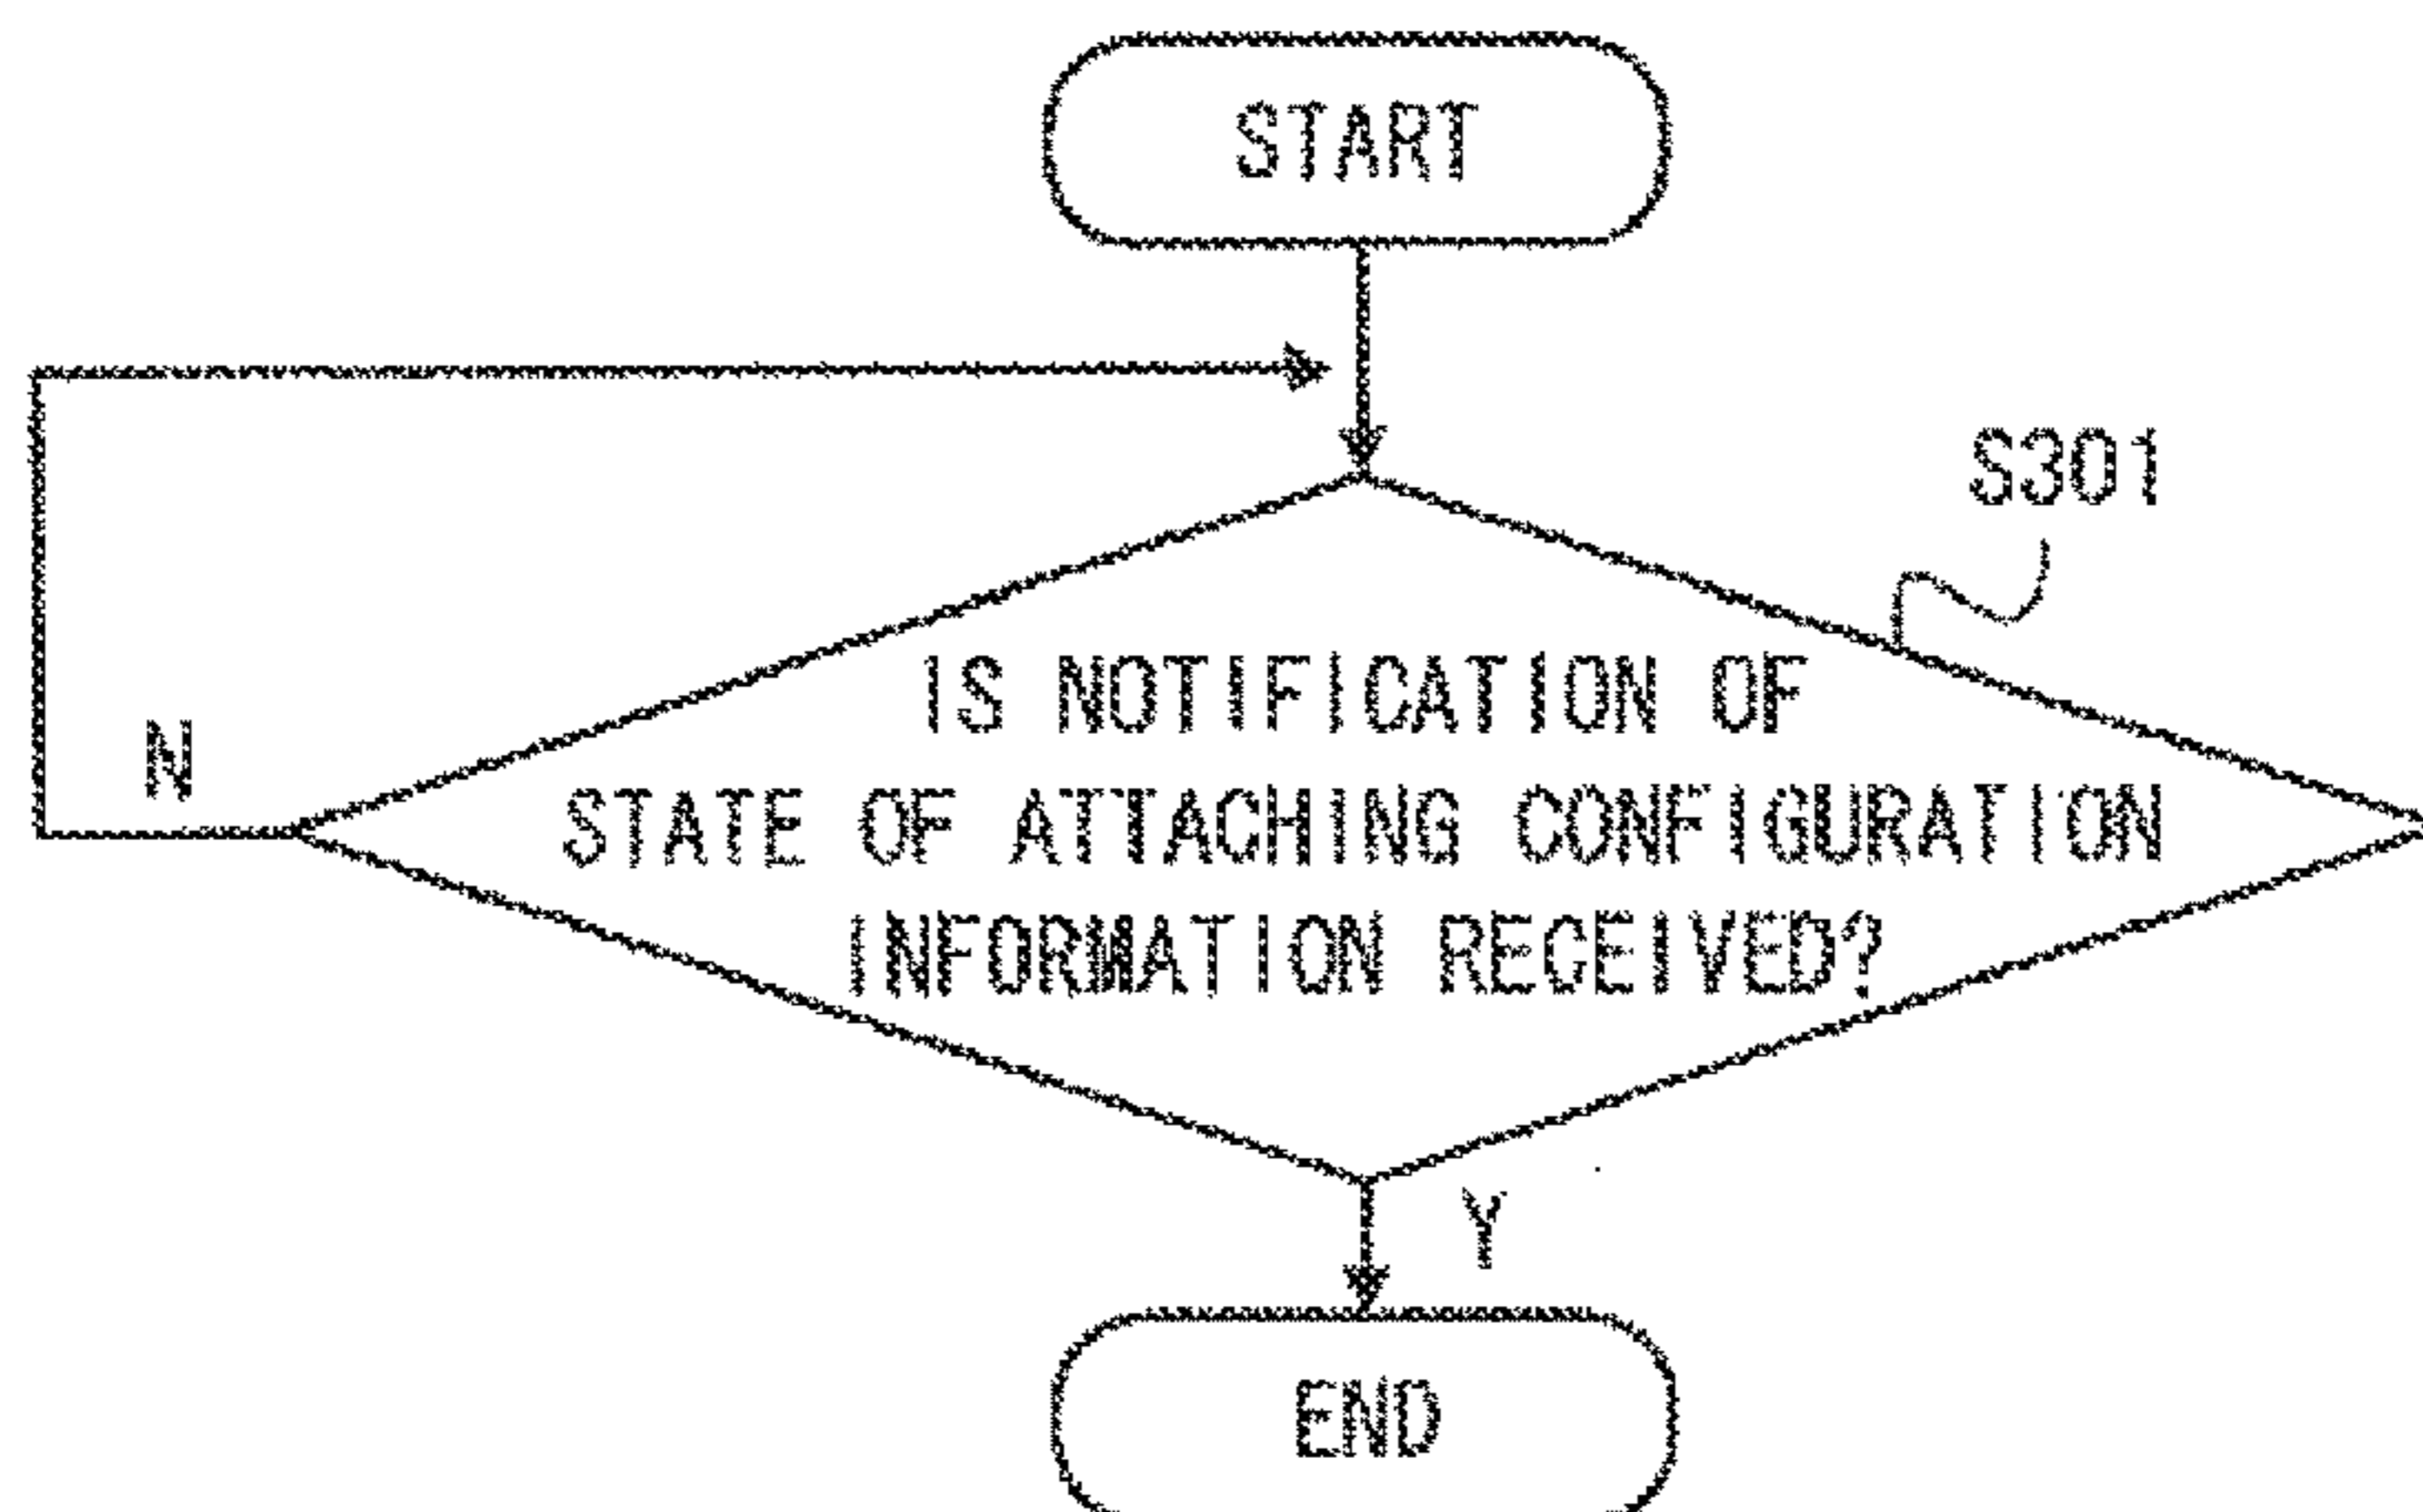 START
S301
IS NOTIFICATION OF
N
STATE OF ATTACHING CONFIGURATION
INFORMATION RECEIVED?
Y
END